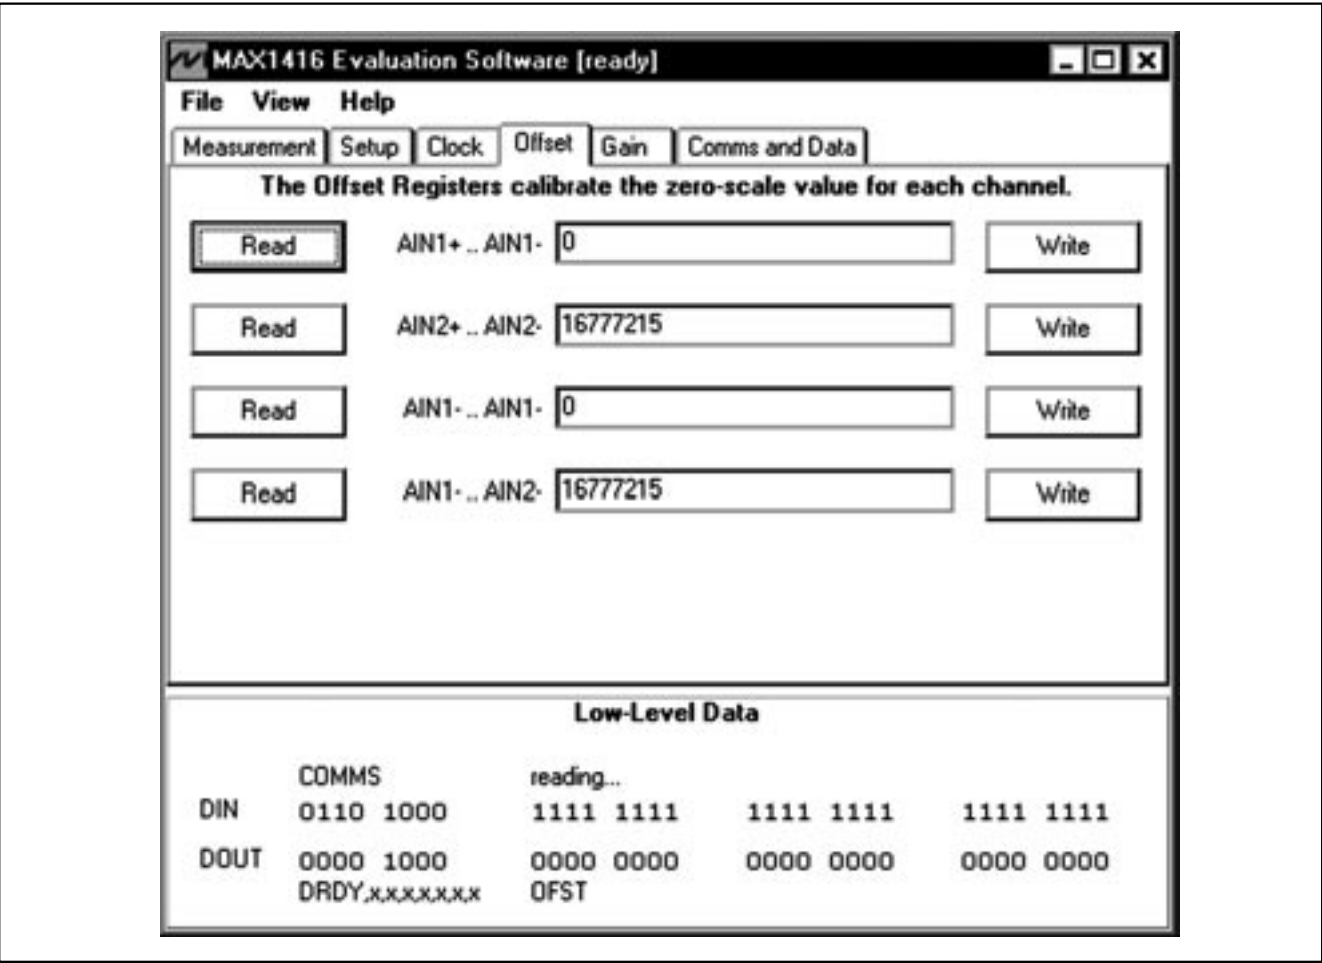 MAX1416 Evaluation Software [ready]
File View Help
Measurement Setup Clock Offset Gain Comms and Data
The Offset Registers calibrate the zero-scale value for each channel.
Read AIN1+ .. AIN1- 0 Write
Read AIN2+ .. AIN2- 16777215 Write
Read AIN1- .. AIN1- 0 Write
Read AIN1- .. AIN2- 16777215 Write
Low-Level Data
COMMS reading...
DIN 0110 1000 1111 1111 1111 1111 1111 1111
DOUT 0000 1000 0000 0000 0000 0000 0000 0000
DRDY,x,x,x,x,x,x,x OFST